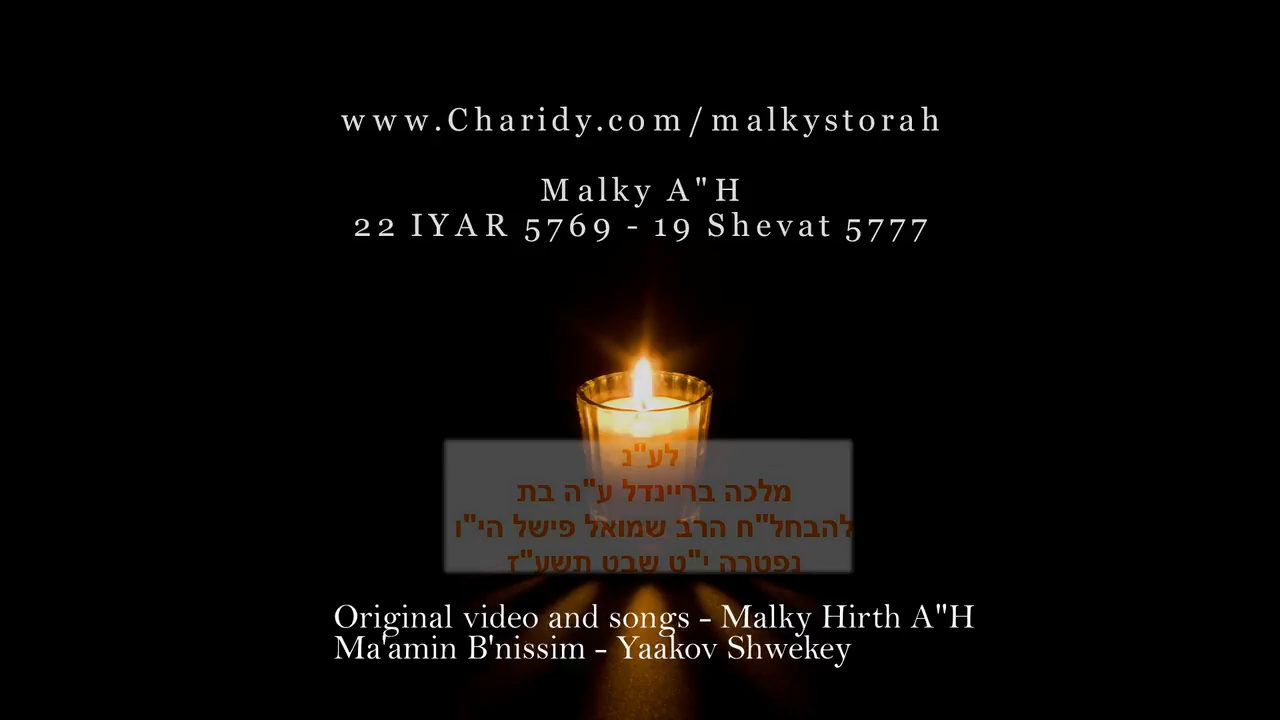 www.Charidy.com/malkystorah
Malky A"H
22 IYAR 5769 - 19 Shevat 5777
לע"נ
מלכה בריינדל ע"ה בת
להבחל"ח הרב שמואל פישל הי"ו
נפטרה י"ט שבט תשע"ז
Original video and songs - Malky Hirth A"H
Ma'amin B'nissim - Yaakov Shwekey